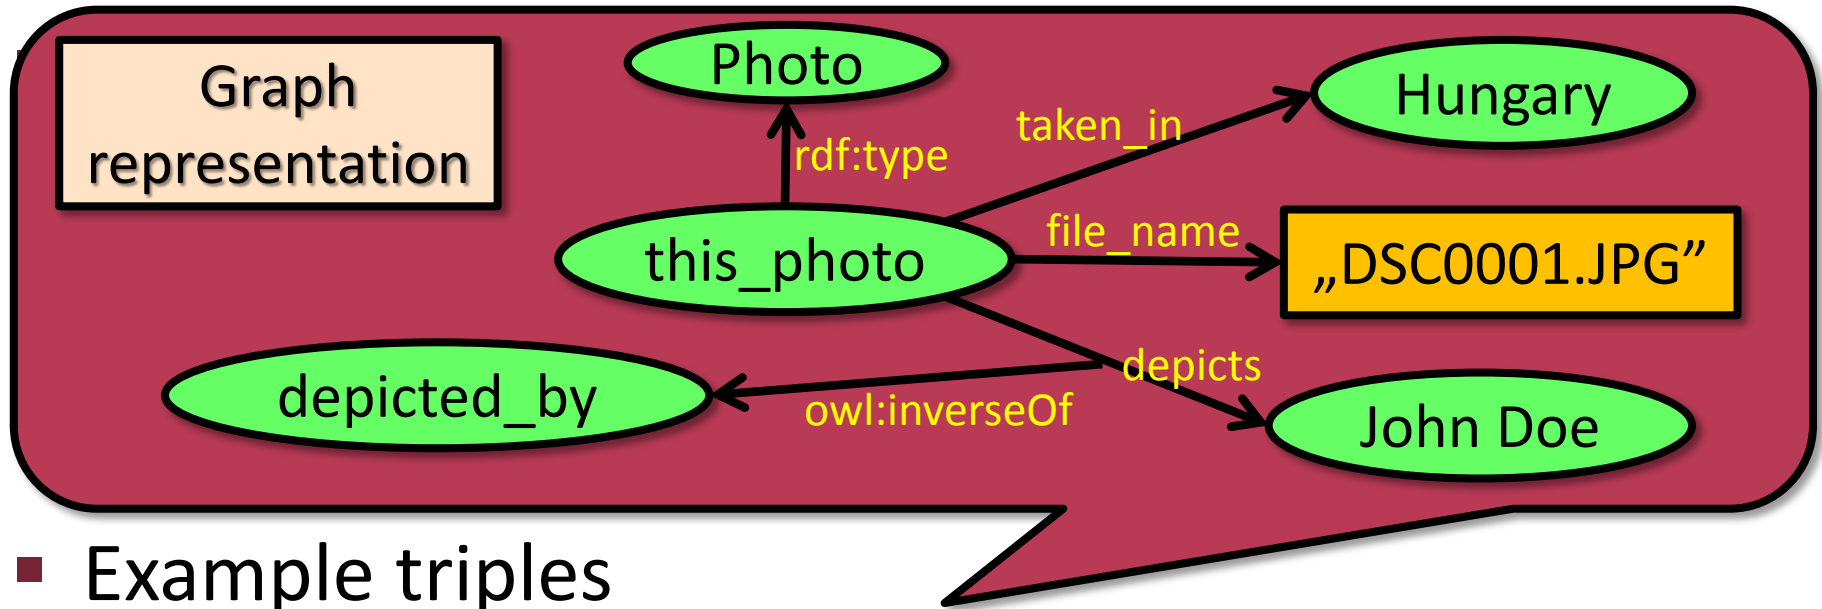 Graph
representation
Photo
Hungary
taken_in
rdf:type
file_name
this_photo
„DSC0001.JPG”
depicts
depicted_by
owl:inverseOf
John Doe
Example triples